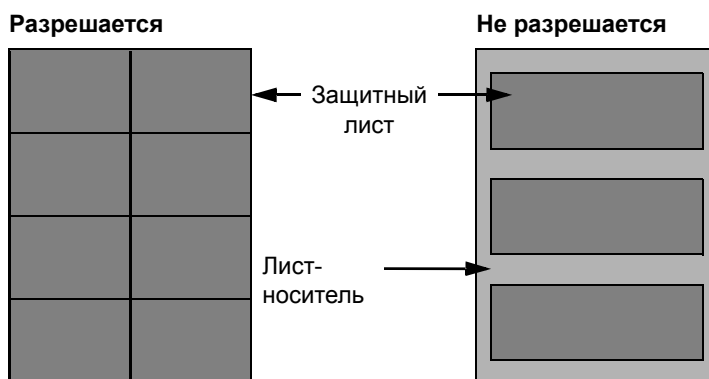 Разрешается
Не разрешается
Защитный
лист
Лист-
носитель